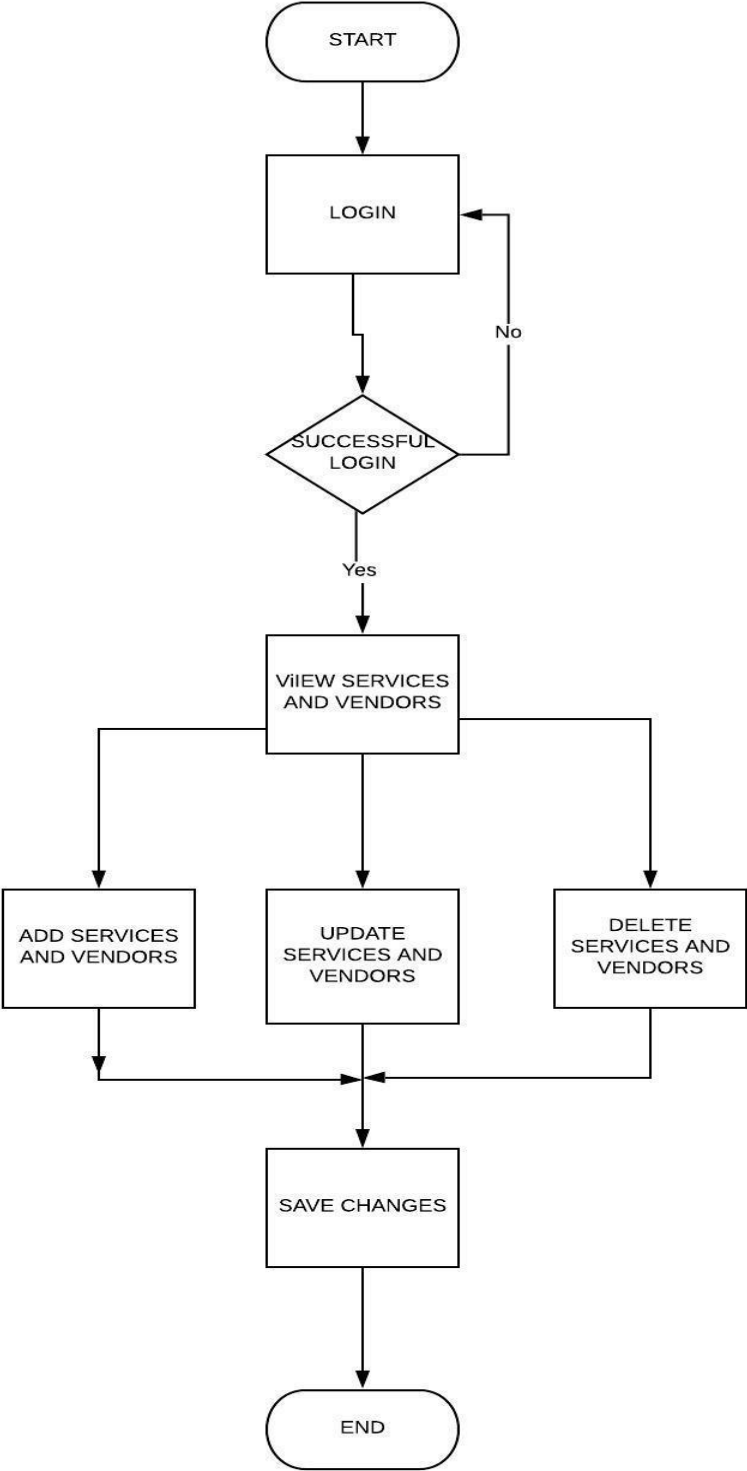 START
LOGIN
No
SUCCESSFUL
LOGIN
Yes
ViIEW SERVICES
AND VENDORS
ADD SERVICES
AND VENDORS
UPDATE
SERVICES AND
VENDORS
DELETE
SERVICES AND
VENDORS
SAVE CHANGES
END